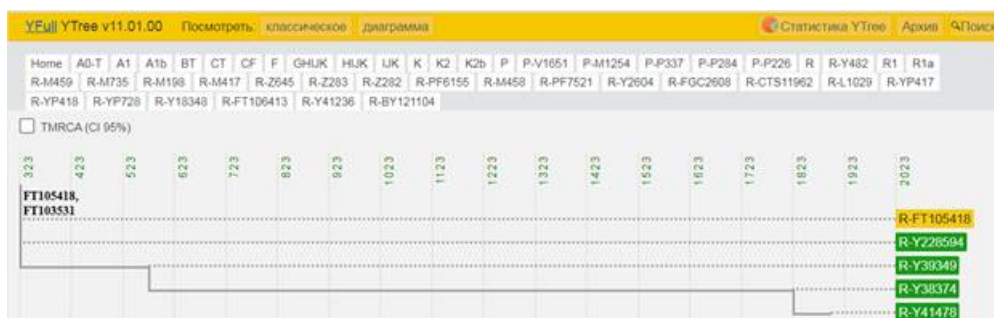 YFull YTree v11.01.00 Посмотреть: классическое диаграмма Статистика YTree Архив Поиск
Home A0-T A1 A1b BT CT CF F GHIJK HIJK IJK K K2 K2b P P-V1651 P-M1254 P-P337 P-P284 P-P226 R R-Y482 R1 R1a
R-M459 R-M735 R-M198 R-M417 R-Z645 R-Z283 R-Z282 R-PF6155 R-M458 R-PF7521 R-Y2604 R-FGC2608 R-CTS11962 R-L1029 R-YP417
R-YP418 R-YP728 R-Y18348 R-FT106413 R-Y41236 R-BY121104
TMRCA (CI 95%)
323 423 523 623 723 823 923 1023 1123 1223 1323 1423 1523 1623 1723 1823 1923 2023
FT105418,
FT103531
R-FT105418
R-Y228594
R-Y39349
R-Y38374
R-Y41478